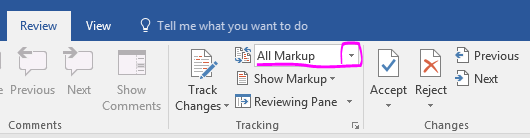 Review View Tell me what you want to do
All Markup
Previous Next Show Comments Track Changes Show Markup Accept Reject Previous
Reviewing Pane Next
Comments Tracking Changes